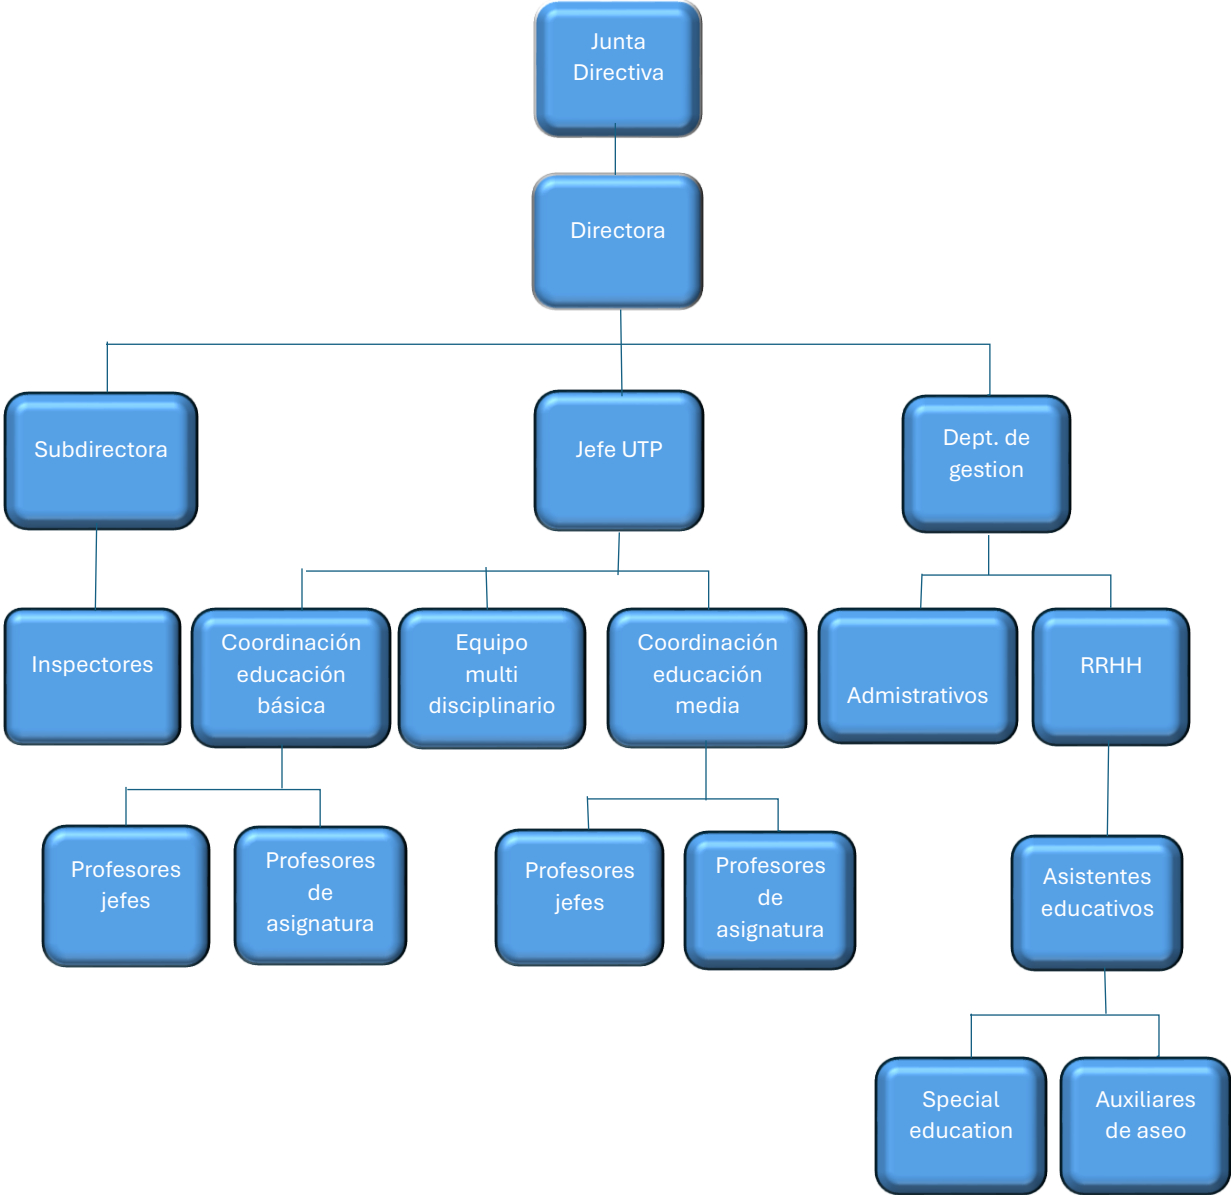 Junta
Directiva
Directora
Subdirectora
Jefe UTP
Dept. de
gestion
Inspectores
Coordinación
educación
básica
Equipo
multi
disciplinario
Coordinación
educación
media
Admistrativos
RRHH
Profesores
jefes
Profesores
de
asignatura
Profesores
jefes
Profesores
de
asignatura
Asistentes
educativos
Special
education
Auxiliares
de aseo